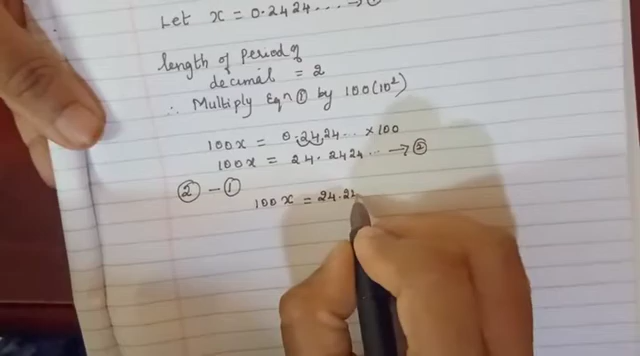 Let x = 0.2424.... → ①
length of Period of
decimal = 2
∴ Multiply Eqn ① by 100 (10²)
100x = 0.2424... × 100
100x = 24.2424... → ②
② - ①
100x = 24.24